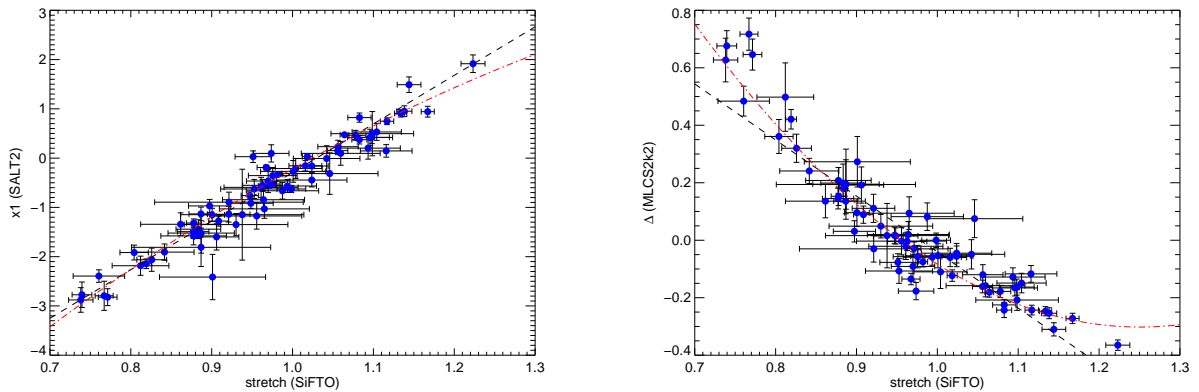 3
2
1
0
−1
−2
−3
−4
x1 (SALT2)
0.7 0.8 0.9 1.0 1.1 1.2 1.3
stretch (SiFTO)
0.8
0.6
0.4
0.2
0.0
−0.2
−0.4
Δ (MLCS2k2)
0.7 0.8 0.9 1.0 1.1 1.2 1.3
stretch (SiFTO)